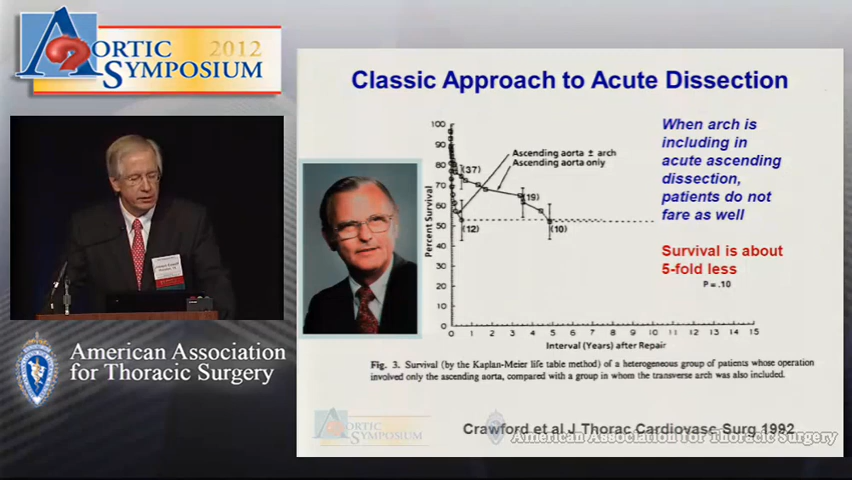 AORTIC 2012
SYMPOSIUM
American Association
for Thoracic Surgery
Classic Approach to Acute Dissection
Percent Survival
100
90
80
70
60
50
40
30
20
10
0
Ascending aorta ± arch
Ascending aorta only
(37)
(19)
(12)
(10)
0 1 2 3 4 5 6 7 8 9 10 11 12 13 14 15
Interval (Years) after Repair
When arch is
including in
acute ascending
dissection,
patients do not
fare as well
Survival is about
5-fold less
P = .10
Fig. 3. Survival (by the Kaplan-Meier life table method) of a heterogeneous group of patients whose operation
involved only the ascending aorta, compared with a group in whom the transverse arch was also included.
AORTIC
SYMPOSIUM
Crawford et al J Thorac Cardiovasc Surg 1992
American Association for Thoracic Surgery